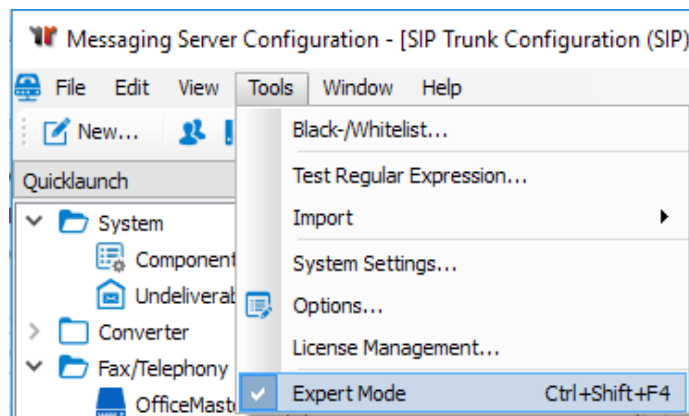 Messaging Server Configuration - [SIP Trunk Configuration (SIP)
File Edit View Tools Window Help
New...
Black-/Whitelist...
Quicklaunch
Test Regular Expression...
System
Import
Component
System Settings...
Undeliverab
Options...
Converter
License Management...
Fax/Telephony
Expert Mode Ctrl+Shift+F4
OfficeMaste